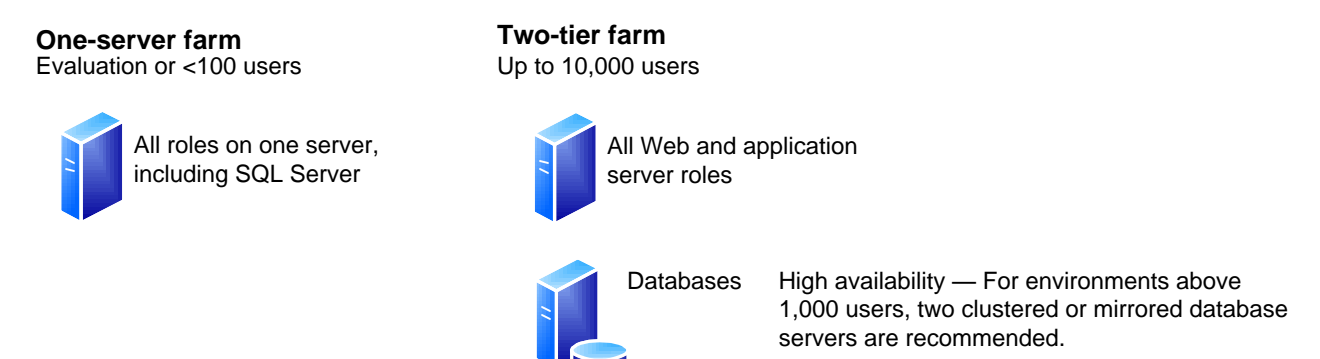 One-server farm
Evaluation or <100 users
All roles on one server,
including SQL Server
Two-tier farm
Up to 10,000 users
All Web and application
server roles
Databases
High availability — For environments above
1,000 users, two clustered or mirrored database
servers are recommended.